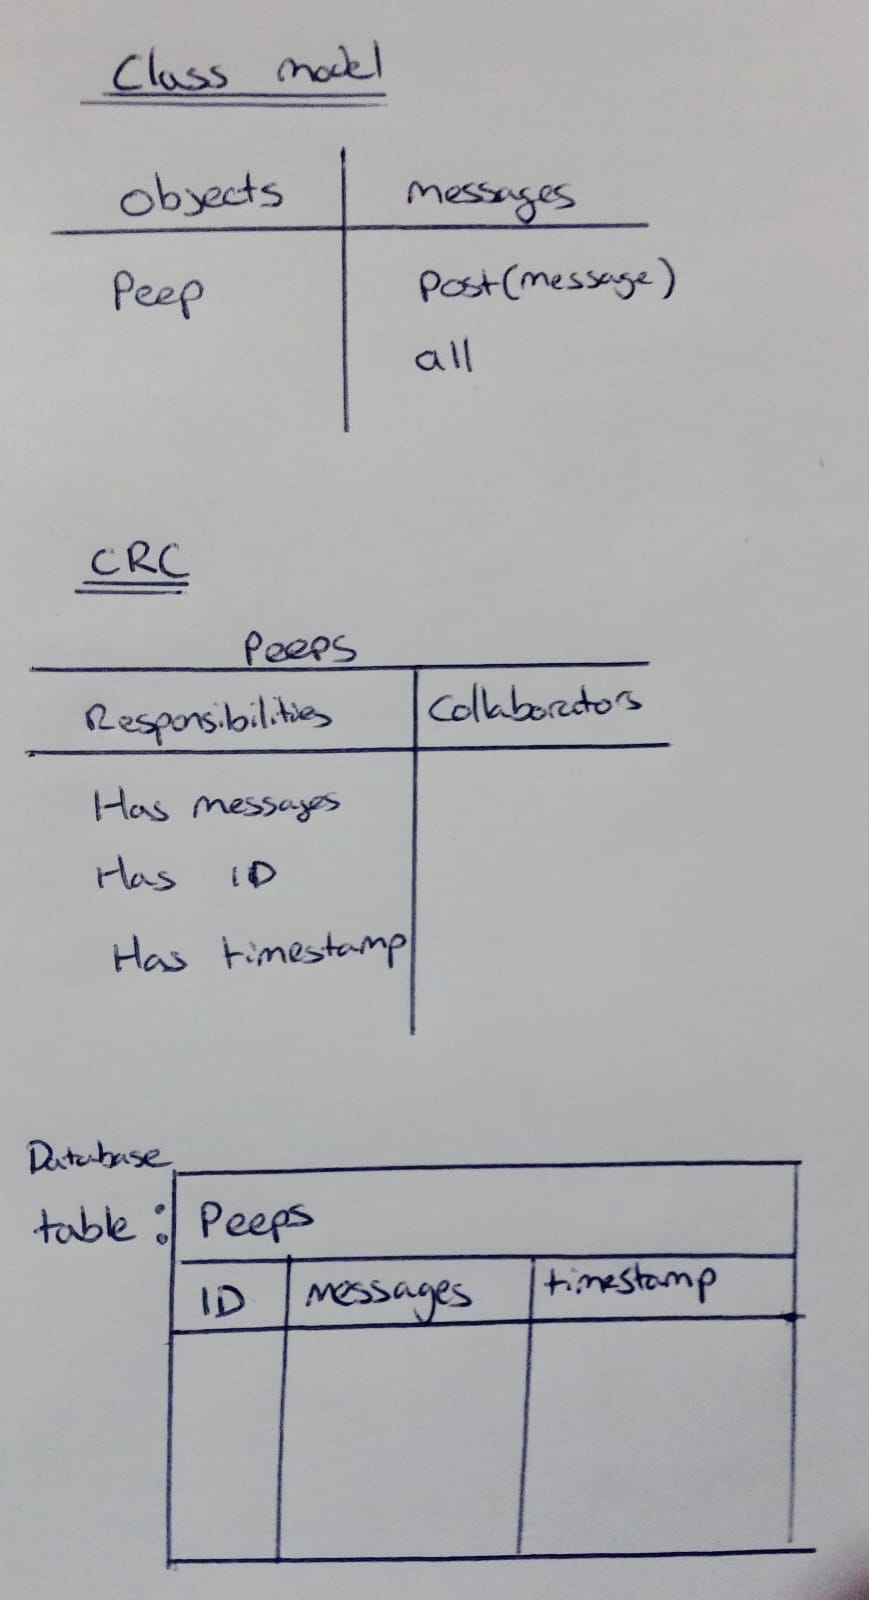 Class model
Objects messages
Peep Post(message)
all
CRC
Peeps
Responsibilities Collaborators
Has messages
Has ID
Has timestamp
Database
table: Peeps
ID messages timestamp